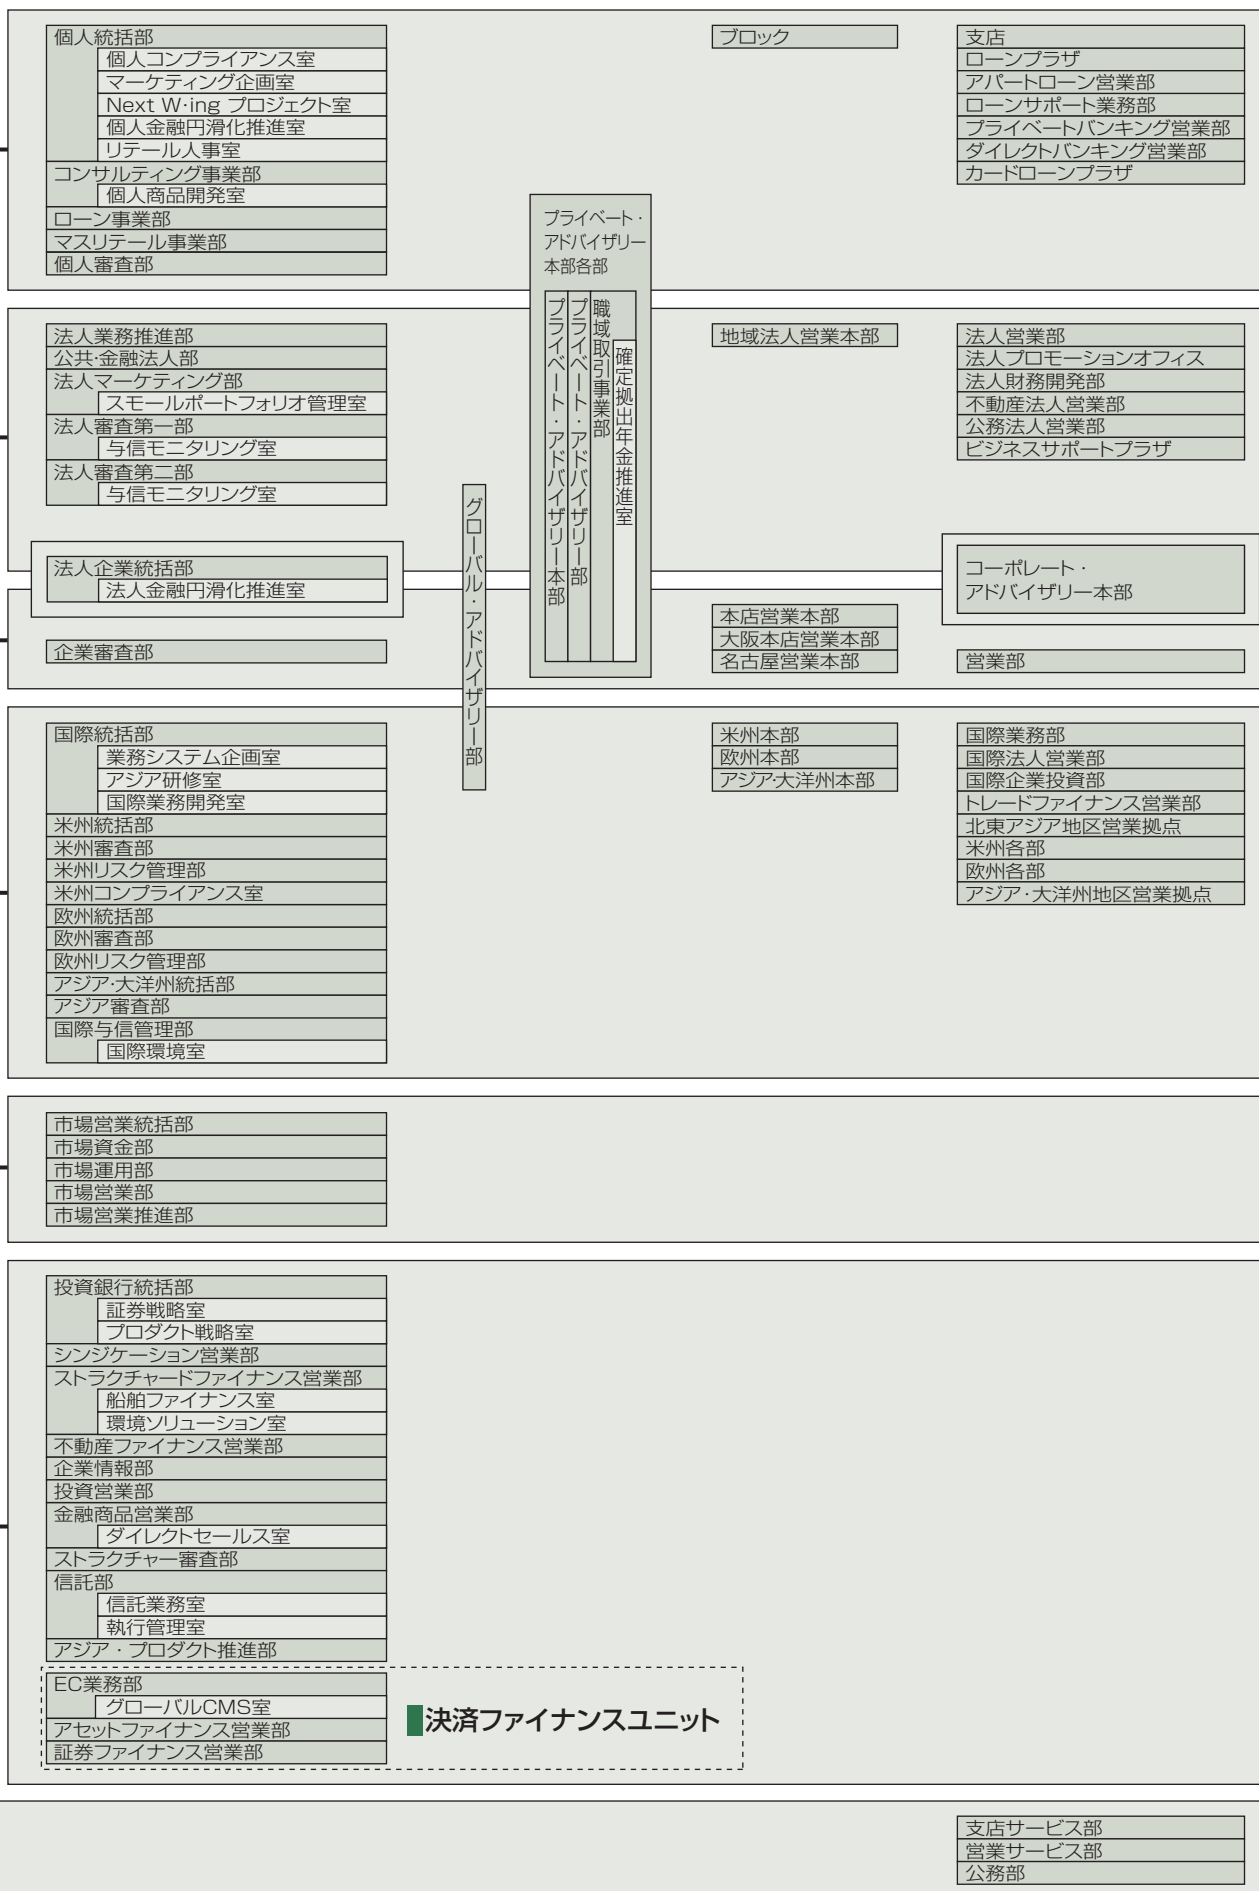 個人統括部
個人コンプライアンス室
マーケティング企画室
Next W·ing プロジェクト室
個人金融円滑化推進室
リテール人事室
コンサルティング事業部
個人商品開発室
ローン事業部
マスリテール事業部
個人審査部
ブロック
支店
ローンプラザ
アパートローン営業部
ローンサポート業務部
プライベートバンキング営業部
ダイレクトバンキング営業部
カードローンプラザ
プライベート・
アドバイザリー
本部各部
プライベート・アドバイザリー本部
プライベート・アドバイザリー部
職域取引事業部
確定拠出年金推進室
法人業務推進部
公共・金融法人部
法人マーケティング部
スモールポートフォリオ管理室
法人審査第一部
与信モニタリング室
法人審査第二部
与信モニタリング室
地域法人営業本部
法人営業部
法人プロモーションオフィス
法人財務開発部
不動産法人営業部
公務法人営業部
ビジネスサポートプラザ
グローバル・アドバイザリー部
法人企業統括部
法人金融円滑化推進室
コーポレート・
アドバイザリー本部
企業審査部
本店営業本部
大阪本店営業本部
名古屋営業本部
営業部
国際統括部
業務システム企画室
アジア研修室
国際業務開発室
米州統括部
米州審査部
米州リスク管理部
米州コンプライアンス室
欧州統括部
欧州審査部
欧州リスク管理部
アジア・大洋州統括部
アジア審査部
国際与信管理部
国際環境室
米州本部
欧州本部
アジア・大洋州本部
国際業務部
国際法人営業部
国際企業投資部
トレードファイナンス営業部
北東アジア地区営業拠点
米州各部
欧州各部
アジア・大洋州地区営業拠点
市場営業統括部
市場資金部
市場運用部
市場営業部
市場営業推進部
投資銀行統括部
証券戦略室
プロダクト戦略室
シンジケーション営業部
ストラクチャードファイナンス営業部
船舶ファイナンス室
環境ソリューション室
不動産ファイナンス営業部
企業情報部
投資営業部
金融商品営業部
ダイレクトセールス室
ストラクチャー審査部
信託部
信託業務室
執行管理室
アジア・プロダクト推進部
EC業務部
グローバルCMS室
アセットファイナンス営業部
証券ファイナンス営業部
決済ファイナンスユニット
支店サービス部
営業サービス部
公務部